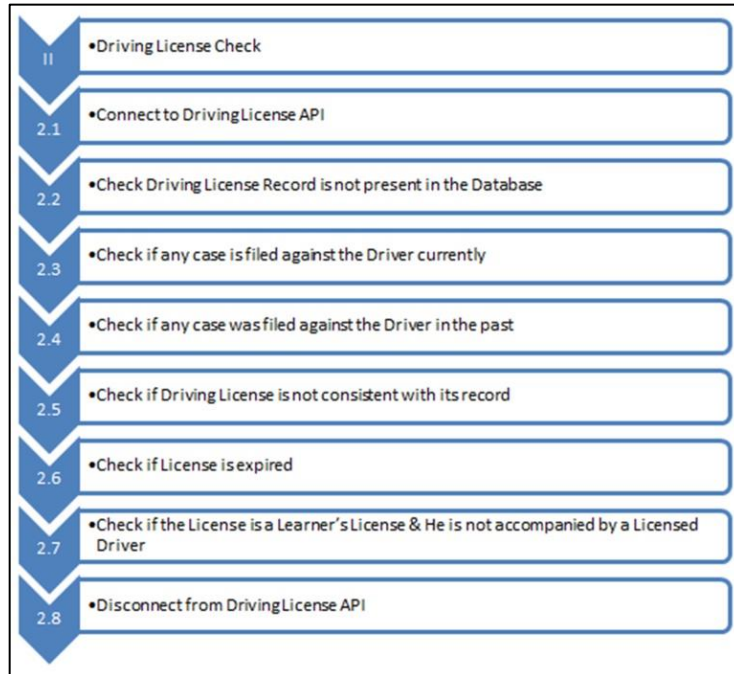 II
•Driving License Check
2.1
•Connect to DrivingLicense API
2.2
•Check Driving License Record is not present in the Database
2.3
•Check if any case is filed against the Driver currently
2.4
•Check if any case was filed against the Driver in the past
2.5
•Check if Driving License is not consistent with its record
2.6
•Check if License is expired
2.7
•Check if the License is a Learner's License & He is not accompanied by a Licensed
Driver
2.8
•Disconnect from DrivingLicense API